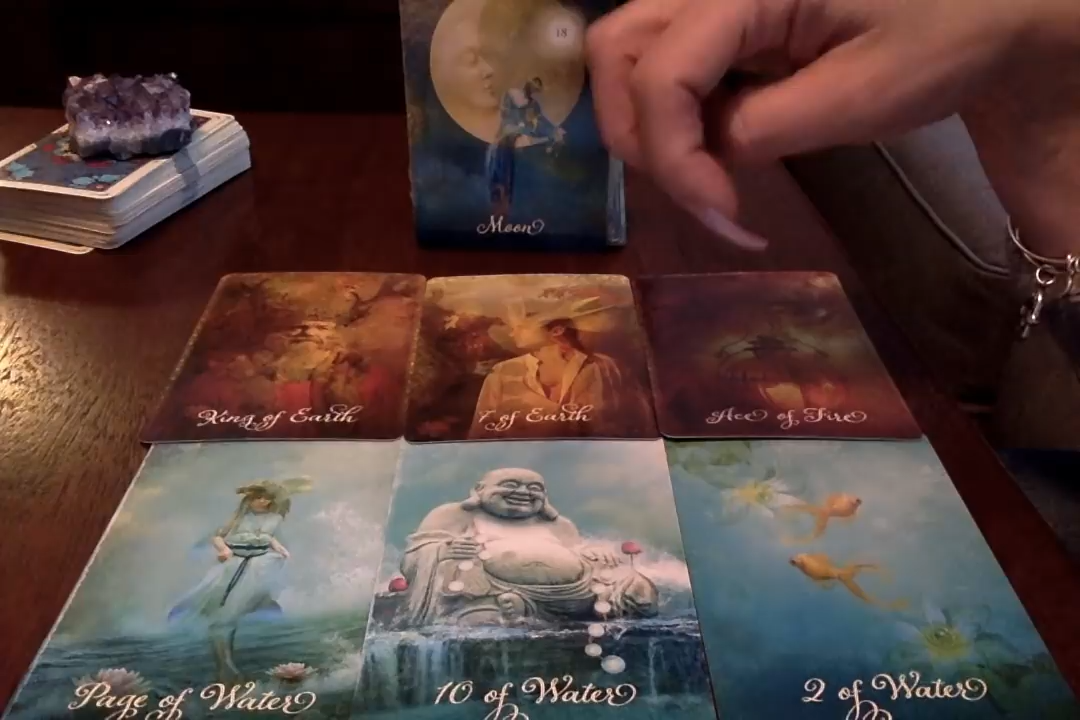 18
Moon
King of Earth
7 of Earth
Ace of Fire
Page of Water
10 of Water
2 of Water